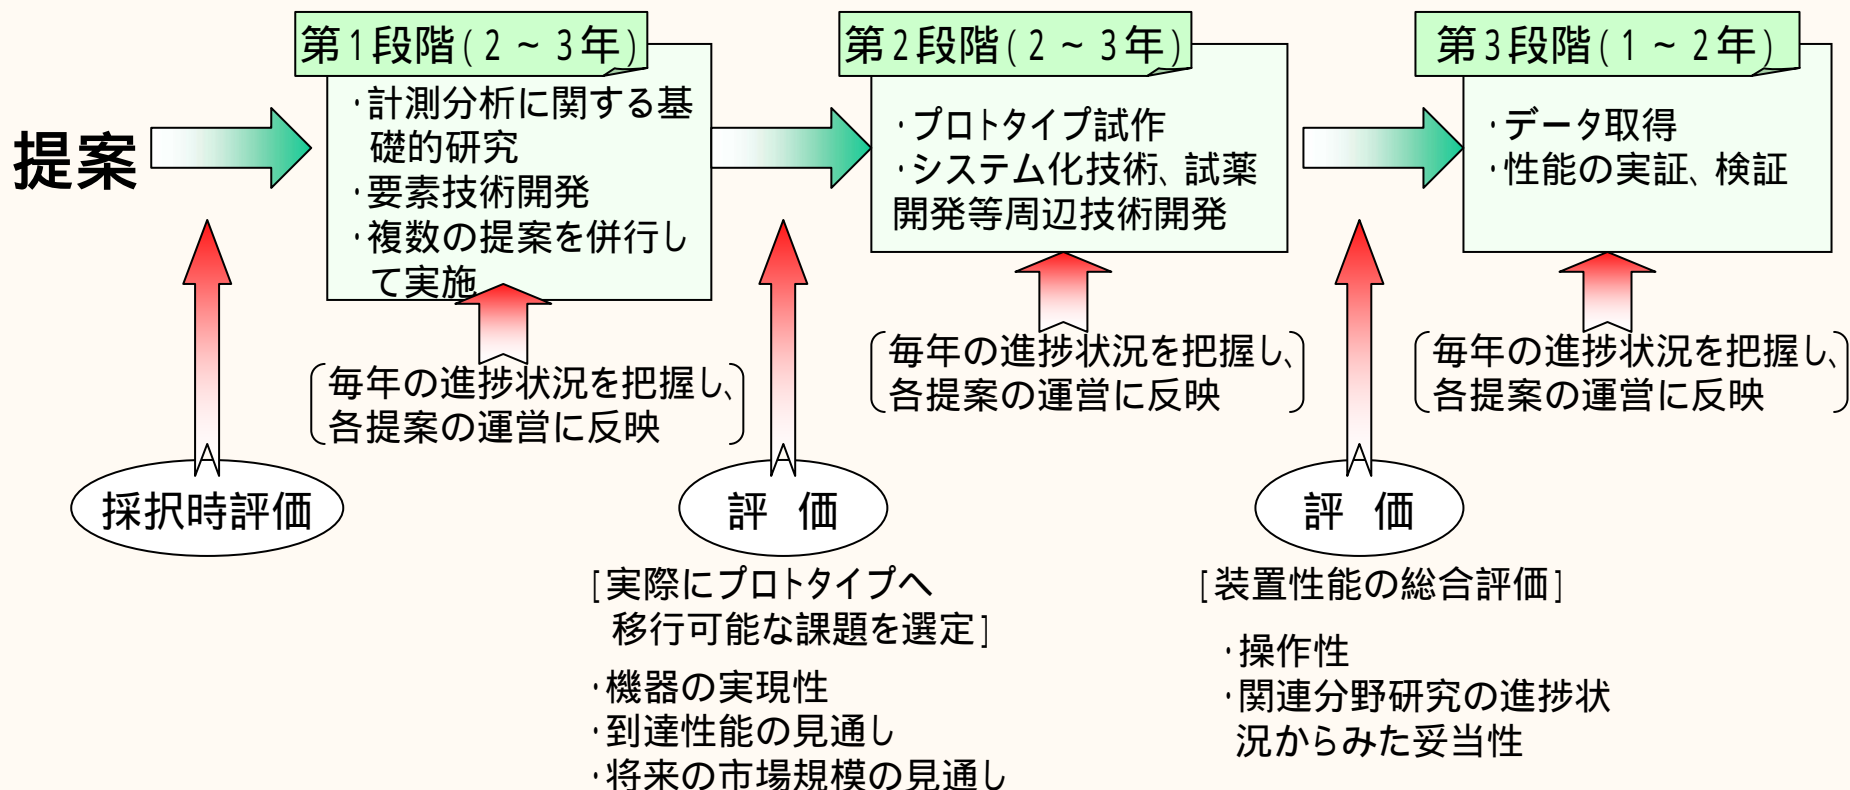 提案
第1段階(2～3年)
・計測分析に関する基
礎的研究
・要素技術開発
・複数の提案を併行し
て実施
毎年の進捗状況を把握し、
各提案の運営に反映
第2段階(2～3年)
・プロトタイプ試作
・システム化技術、試薬
開発等周辺技術開発
毎年の進捗状況を把握し、
各提案の運営に反映
第3段階(1～2年)
・データ取得
・性能の実証、検証
毎年の進捗状況を把握し、
各提案の運営に反映
採択時評価
評 価
[実際にプロトタイプへ
移行可能な課題を選定]
・機器の実現性
・到達性能の見通し
・将来の市場規模の見通し
評 価
[装置性能の総合評価]
・操作性
・関連分野研究の進捗状
況からみた妥当性